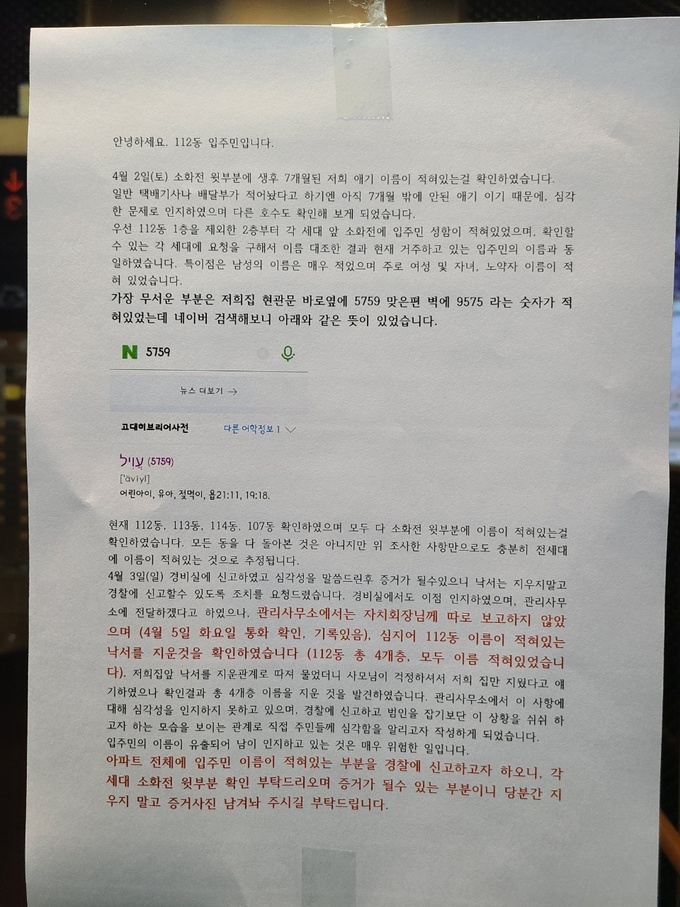 안녕하세요. 112동 입주민입니다.
4월 2일(토) 소화전 윗부분에 생후 7개월된 저희 애기 이름이 적혀있는걸 확인하였습니다.
일반 택배기사나 배달부가 적어놨다고 하기엔 아직 7개월 밖에 안된 애기 이기 때문에, 심각
한 문제로 인지하였으며 다른 호수도 확인해 보게 되었습니다.
우선 112동 1층을 제외한 2층부터 각 세대 앞 소화전에 입주민 성함이 적혀있었으며, 확인할
수 있는 각 세대에 요청을 구해서 이름 대조한 결과 현재 거주하고 있는 입주민의 이름과 동
일하였습니다. 특이점은 남성의 이름은 매우 적었으며 주로 여성 및 자녀, 노약자 이름이 적
혀 있었습니다.
가장 무서운 부분은 저희집 현관문 바로옆에 5759 맞은편 벽에 9575 라는 숫자가 적
혀있었는데 네이버 검색해보니 아래와 같은 뜻이 있었습니다.
N 5759
뉴스 더보기 →
고대히브리어사전 다른 어학정보 1
עֲוִיל (5759)
['ăvîyl]
어린아이, 유아, 젖먹이, 욥21:11, 19:18.
현재 112동, 113동, 114동, 107동 확인하였으며 모두 다 소화전 윗부분에 이름이 적혀있는걸
확인하였습니다. 모든 동을 다 돌아본 것은 아니지만 위 조사한 사항만으로도 충분히 전세대
에 이름이 적혀있는 것으로 추정됩니다.
4월 3일(일) 경비실에 신고하였고 심각성을 말씀드린후 증거가 될수있으니 낙서는 지우지말고
경찰에 신고할수 있도록 조치를 요청드렸습니다. 경비실에서도 이점 인지하였으며, 관리사무
소에 전달하겠다고 하였으나, 관리사무소에서는 자치회장님께 따로 보고하지 않았
으며 (4월 5일 화요일 통화 확인, 기록있음), 심지어 112동 이름이 적혀있는
낙서를 지운것을 확인하였습니다 (112동 총 4개층, 모두 이름 적혀있었습니
다). 저희집앞 낙서를 지운관계로 따져 물었더니 사모님이 걱정하셔서 저희 집만 지웠다고 얘
기하였으나 확인결과 총 4개층 이름을 지운 것을 발견하였습니다. 관리사무소에서 이 사항에
대해 심각성을 인지하지 못하고 있으며, 경찰에 신고하고 범인을 잡기보단 이 상황을 쉬쉬 하
고자 하는 모습을 보이는 관계로 직접 주민들께 심각함을 알리고자 작성하게 되었습니다.
입주민의 이름이 유출되어 남이 인지하고 있는 것은 매우 위험한 일입니다.
아파트 전체에 입주민 이름이 적혀있는 부분을 경찰에 신고하고자 하오니, 각
세대 소화전 윗부분 확인 부탁드리오며 증거가 될수 있는 부분이니 당분간 지
우지 말고 증거사진 남겨놔 주시길 부탁드립니다.